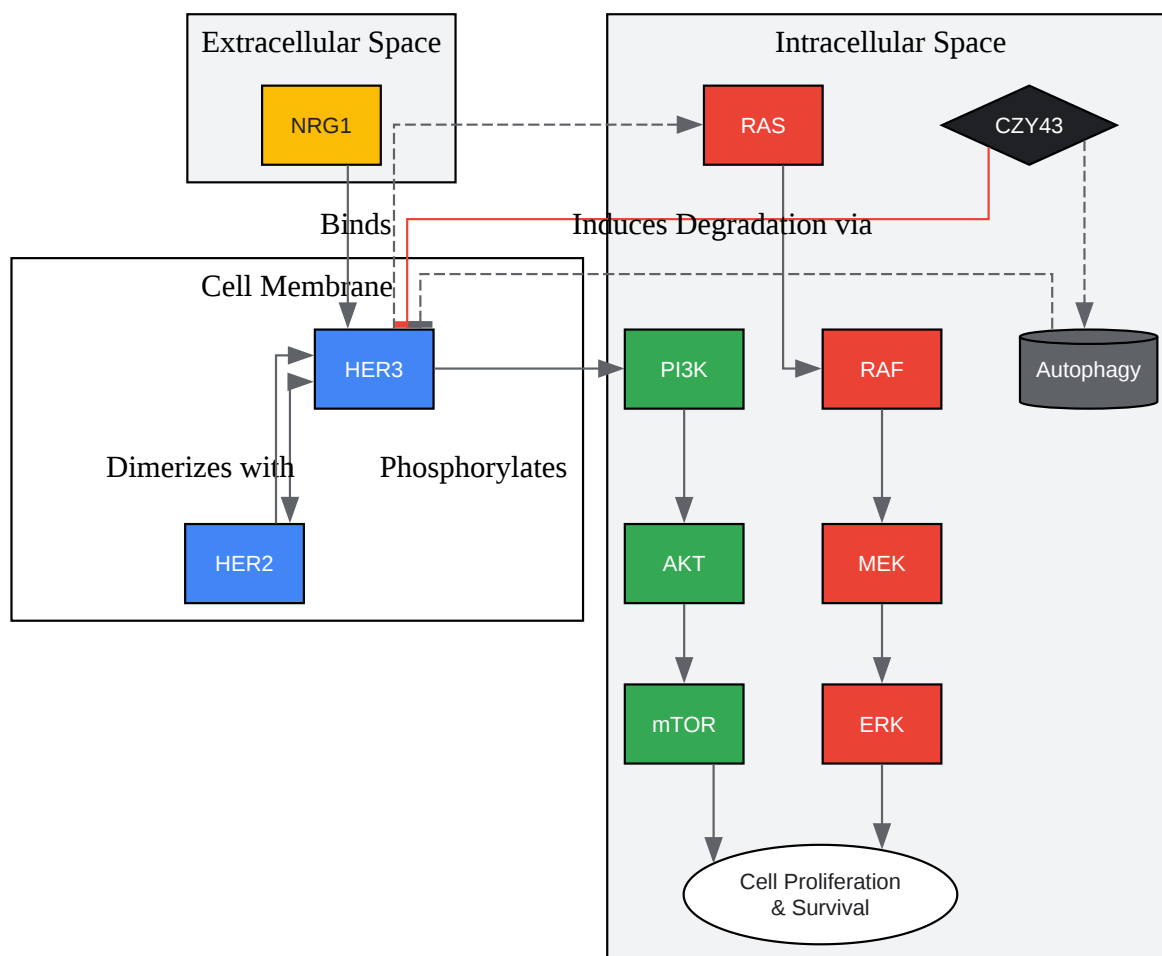 Extracellular Space
Intracellular Space
NRG1
RAS
CZY43
Binds
Induces Degradation via
Cell Membrane
HER3
PI3K
RAF
Autophagy
Dimerizes with
Phosphorylates
HER2
AKT
MEK
mTOR
ERK
Cell Proliferation
& Survival